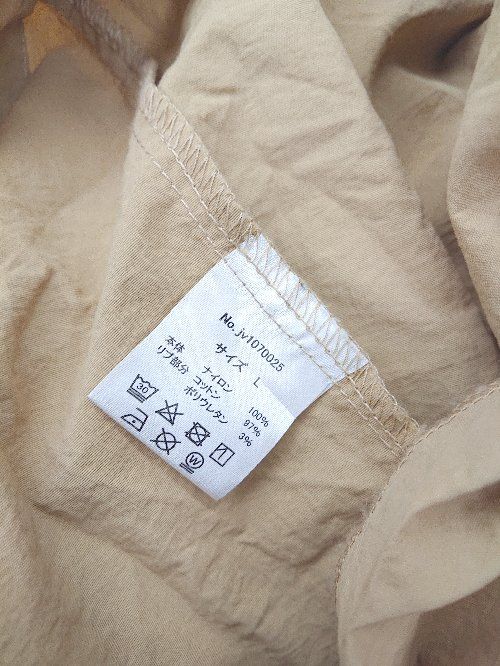 No.jv1070025
サイズ L
本体 ナイロン 100%
リブ部分 コットン 97%
ポリウレタン 3%
30
W